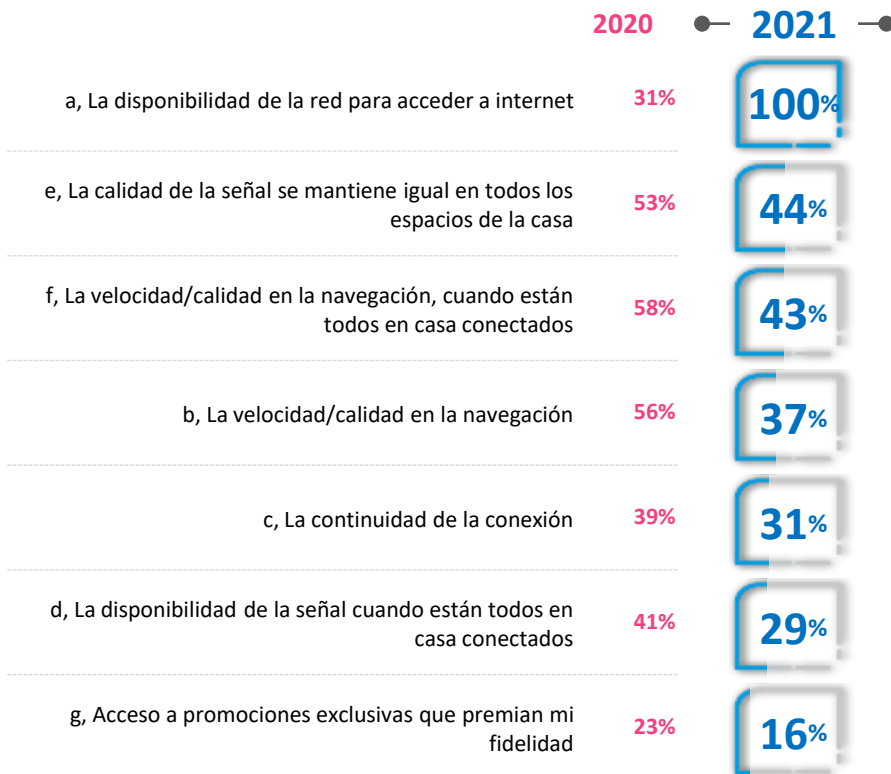 2020 2021
a, La disponibilidad de la red para acceder a internet 31% 100%
e, La calidad de la señal se mantiene igual en todos los
espacios de la casa 53% 44%
f, La velocidad/calidad en la navegación, cuando están
todos en casa conectados 58% 43%
b, La velocidad/calidad en la navegación 56% 37%
c, La continuidad de la conexión 39% 31%
d, La disponibilidad de la señal cuando están todos en
casa conectados 41% 29%
g, Acceso a promociones exclusivas que premian mi
fidelidad 23% 16%